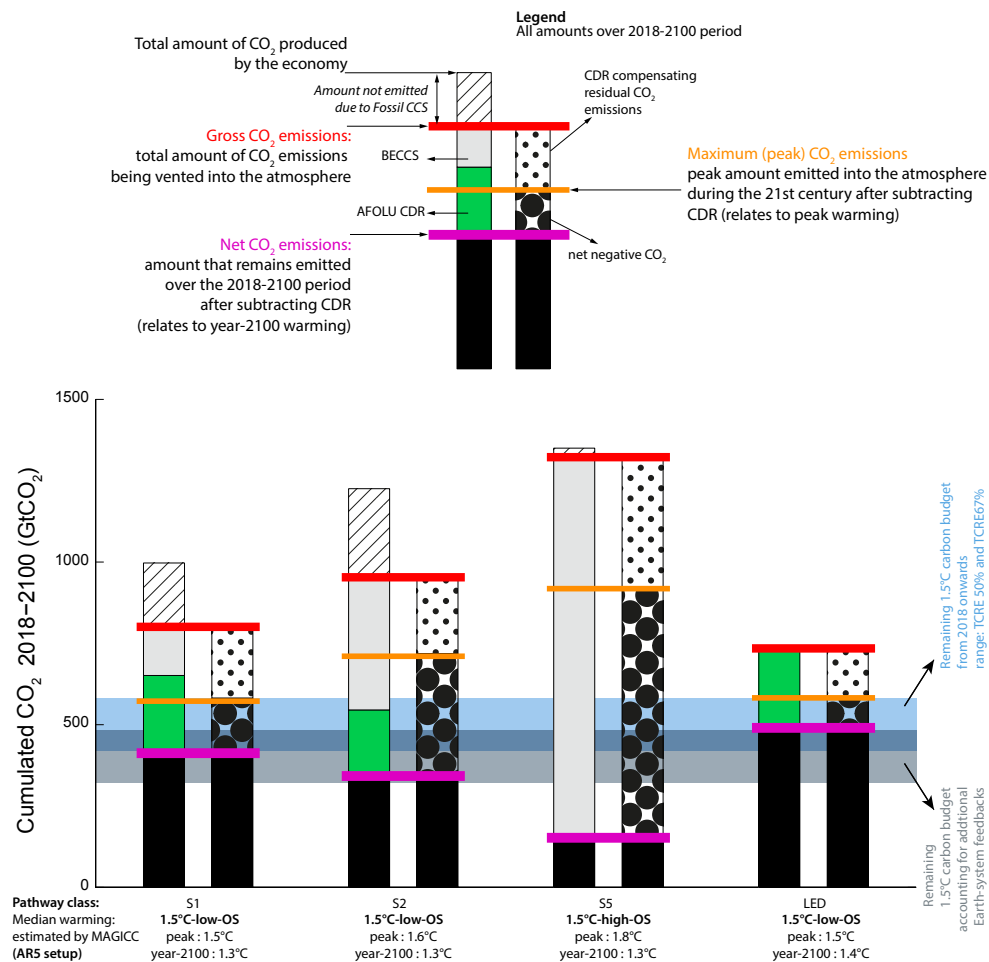 Legend
All amounts over 2018-2100 period
Total amount of CO2 produced
by the economy
Amount not emitted
due to Fossil CCS
CDR compensating
residual CO2
emissions
Gross CO2 emissions:
total amount of CO2 emissions
being vented into the atmosphere
BECCS
AFOLU CDR
Maximum (peak) CO2 emissions
peak amount emitted into the atmosphere
during the 21st century after subtracting
CDR (relates to peak warming)
Net CO2 emissions:
amount that remains emitted
over the 2018-2100 period
after subtracting CDR
(relates to year-2100 warming)
net negative CO2
Cumulated CO2 2018−2100 (GtCO2)
1500
1000
500
0
Remaining 1.5°C carbon budget
from 2018 onwards
range: TCRE 50% and TCRE67%
Remaining
1.5°C carbon budget
accounting for addtional
Earth-system feedbacks
Pathway class: S1 S2 S5 LED
Median warming: 1.5°C-low-OS 1.5°C-low-OS 1.5°C-high-OS 1.5°C-low-OS
estimated by MAGICC peak : 1.5°C peak : 1.6°C peak : 1.8°C peak : 1.5°C
(AR5 setup) year-2100 : 1.3°C year-2100 : 1.3°C year-2100 : 1.3°C year-2100 : 1.4°C